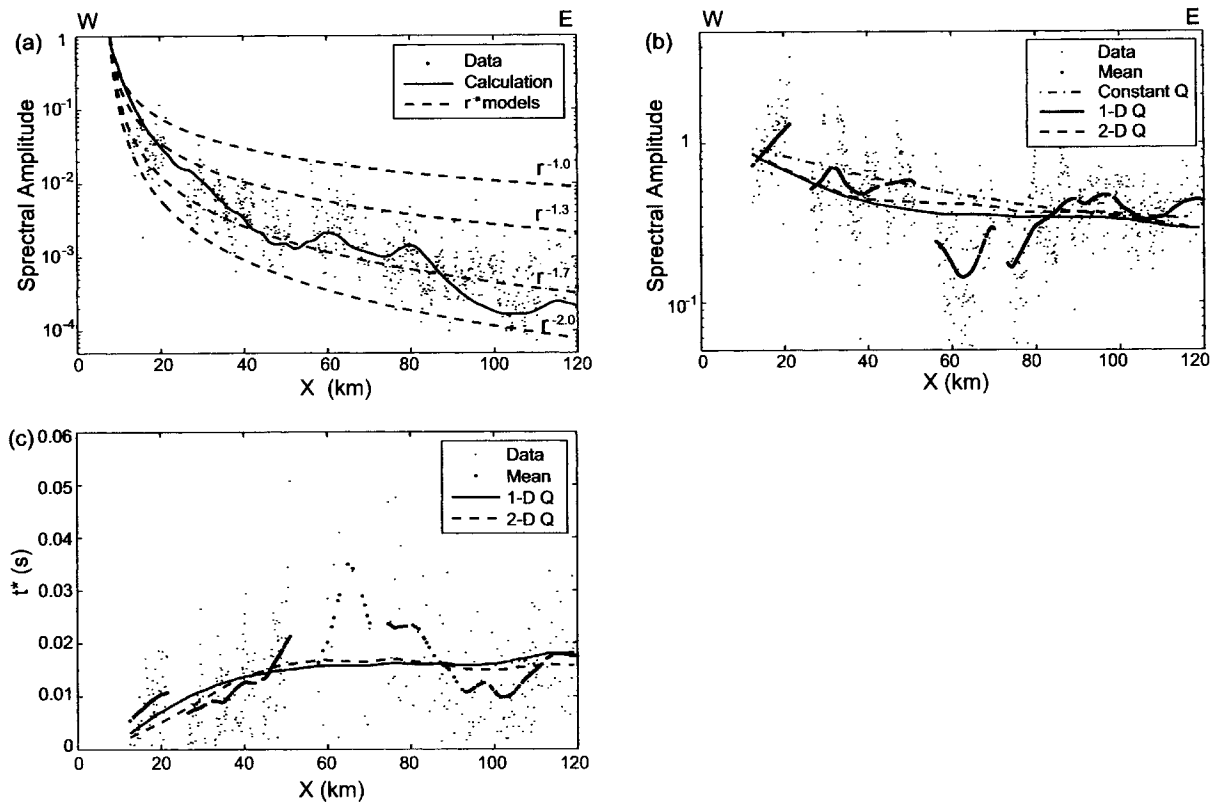 W E
(a)
1
10-1
10-2
10-3
10-4
Sprectral Amplitude
Data
Calculation
r* models
r-1.0
r-1.3
r-1.7
r-2.0
0 20 40 60 80 100 120
X (km)
W E
(b)
1
10-1
Spectral Amplitude
Data
Mean
Constant Q
1-D Q
2-D Q
0 20 40 60 80 100 120
X (km)
(c)
0.06
0.05
0.04
0.03
0.02
0.01
0
t* (s)
Data
Mean
1-D Q
2-D Q
0 20 40 60 80 100 120
X (km)